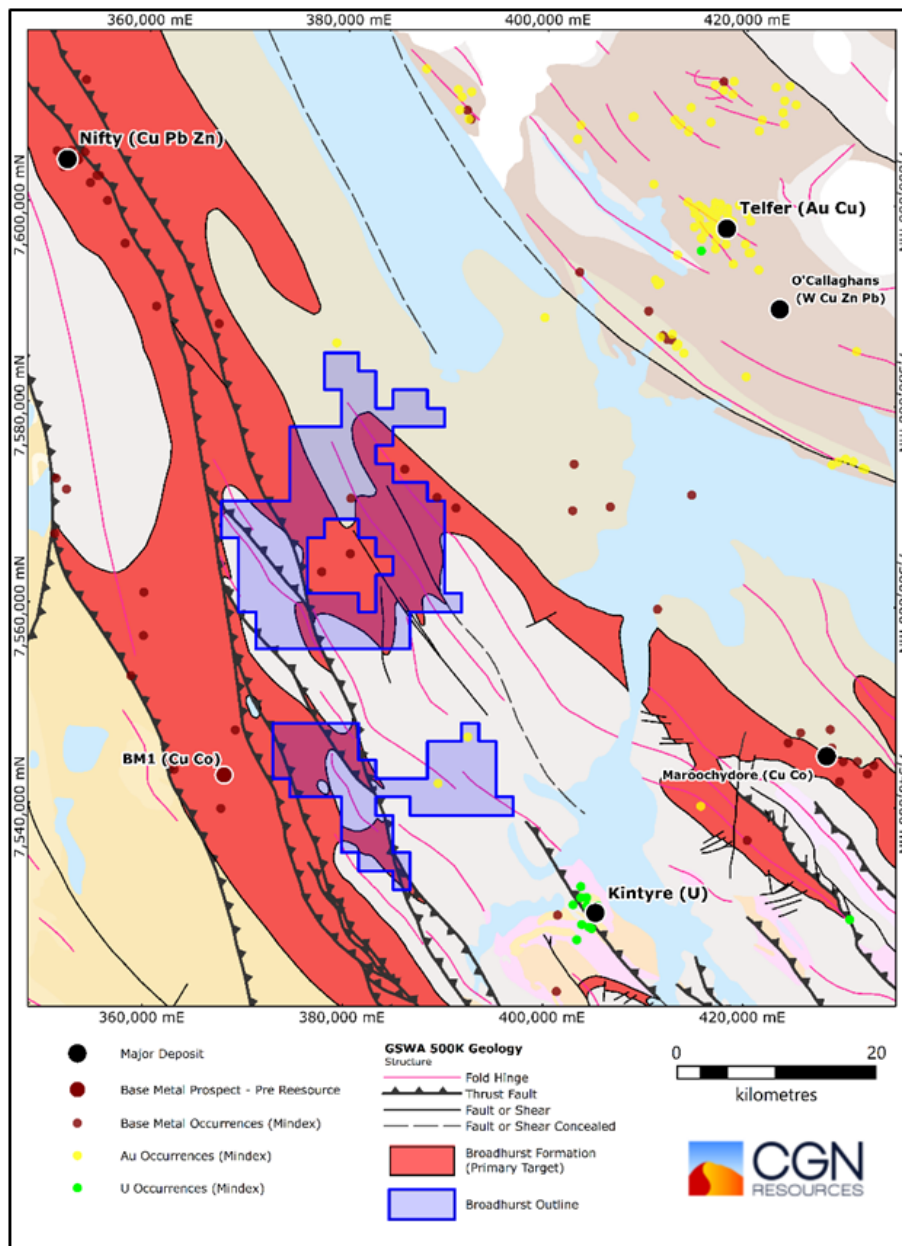 360,000 mE 380,000 mE 400,000 mE 420,000 mE
Nifty (Cu Pb Zn)
7,600,000 mN
Telfer (Au Cu)
O'Callaghans
(W Cu Zn Pb)
7,580,000 mN
7,560,000 mN
BM1 (Cu Co)
Maroochydore (Cu Co)
7,540,000 mN
Kintyre (U)
360,000 mE 380,000 mE 400,000 mE 420,000 mE
Major Deposit
Base Metal Prospect - Pre Reesource
Base Metal Occurrences (Mindex)
Au Occurrences (Mindex)
U Occurrences (Mindex)
GSWA 500K Geology
Structure
Fold Hinge
Thrust Fault
Fault or Shear
Fault or Shear Concealed
Broadhurst Formation
(Primary Target)
Broadhurst Outline
0 20
kilometres
CGN
RESOURCES